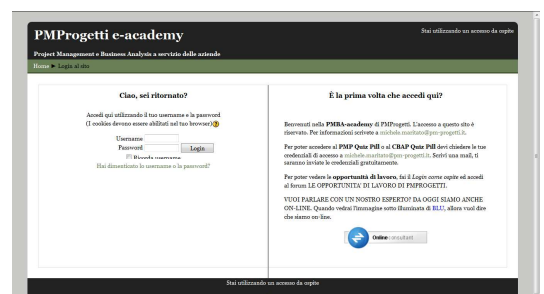 PMProgetti e-academy
Stai utilizzando un accesso da ospite
Project Management e Business Analysis a servizio delle aziende
Home ► Login al sito
Ciao, sei ritornato?
Accedi qui utilizzando il tuo username e la password
(I cookies devono essere abilitati nel tuo browser)
Username
Password
Login
Ricorda username
Hai dimenticato lo username o la password?
È la prima volta che accedi qui?
Benvenuti nella PMBA-academy di PMProgetti. L'accesso a questo sito è
riservato. Per informazioni scrivete a michele.maritato@pm-progetti.it.
Per poter accedere al PMP Quiz Pill o al CBAP Quiz Pill devi chiedere le tue
credenziali di accesso a michele.maritato@pm-progetti.it. Scrivi una mail, ti
saranno inviate le credenziali gratuitamente.
Per poter vedere le opportunità di lavoro, fai il Login come ospite ed accedi
al forum LE OPPORTUNITA' DI LAVORO DI PMPROGETTI.
VUOI PARLARE CON UN NOSTRO ESPERTO? DA OGGI SIAMO ANCHE
ON-LINE. Quando vedrai l'immagine sotto illuminata di BLU, allora vuol dire
che siamo on-line.
Online consultant
Stai utilizzando un accesso da ospite